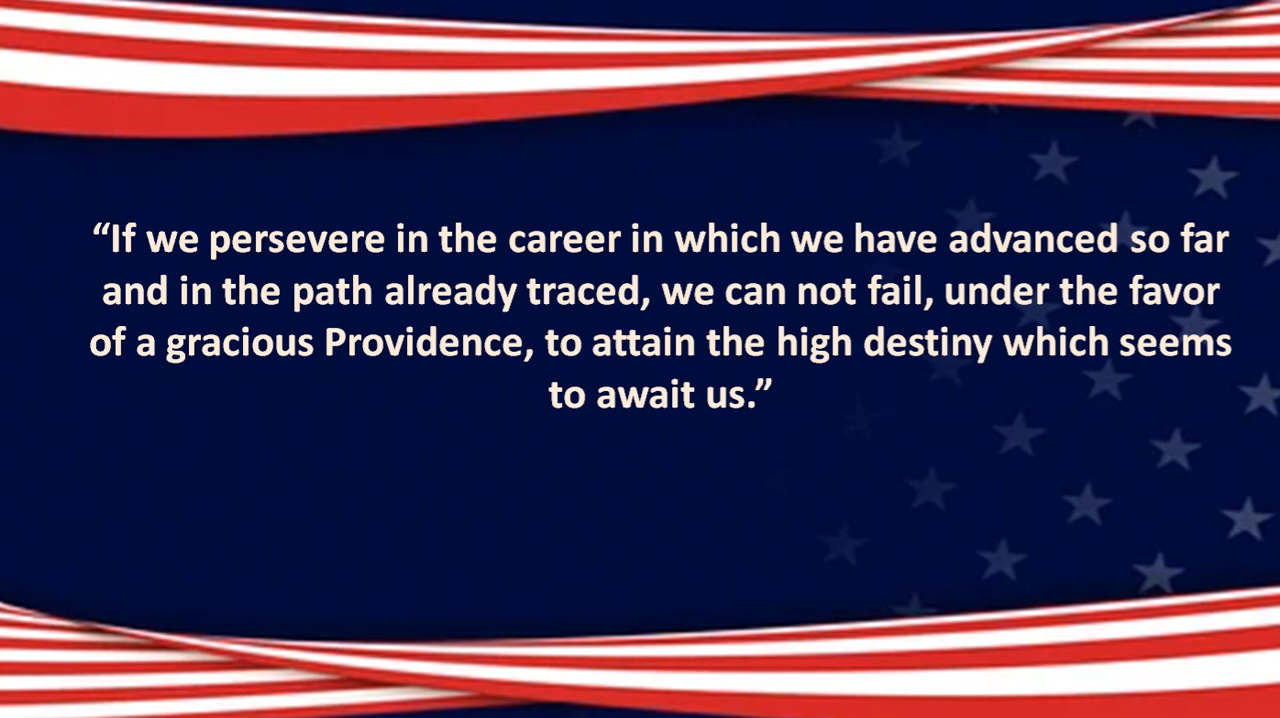 “If we persevere in the career in which we have advanced so far
and in the path already traced, we can not fail, under the favor
of a gracious Providence, to attain the high destiny which seems
to await us.”